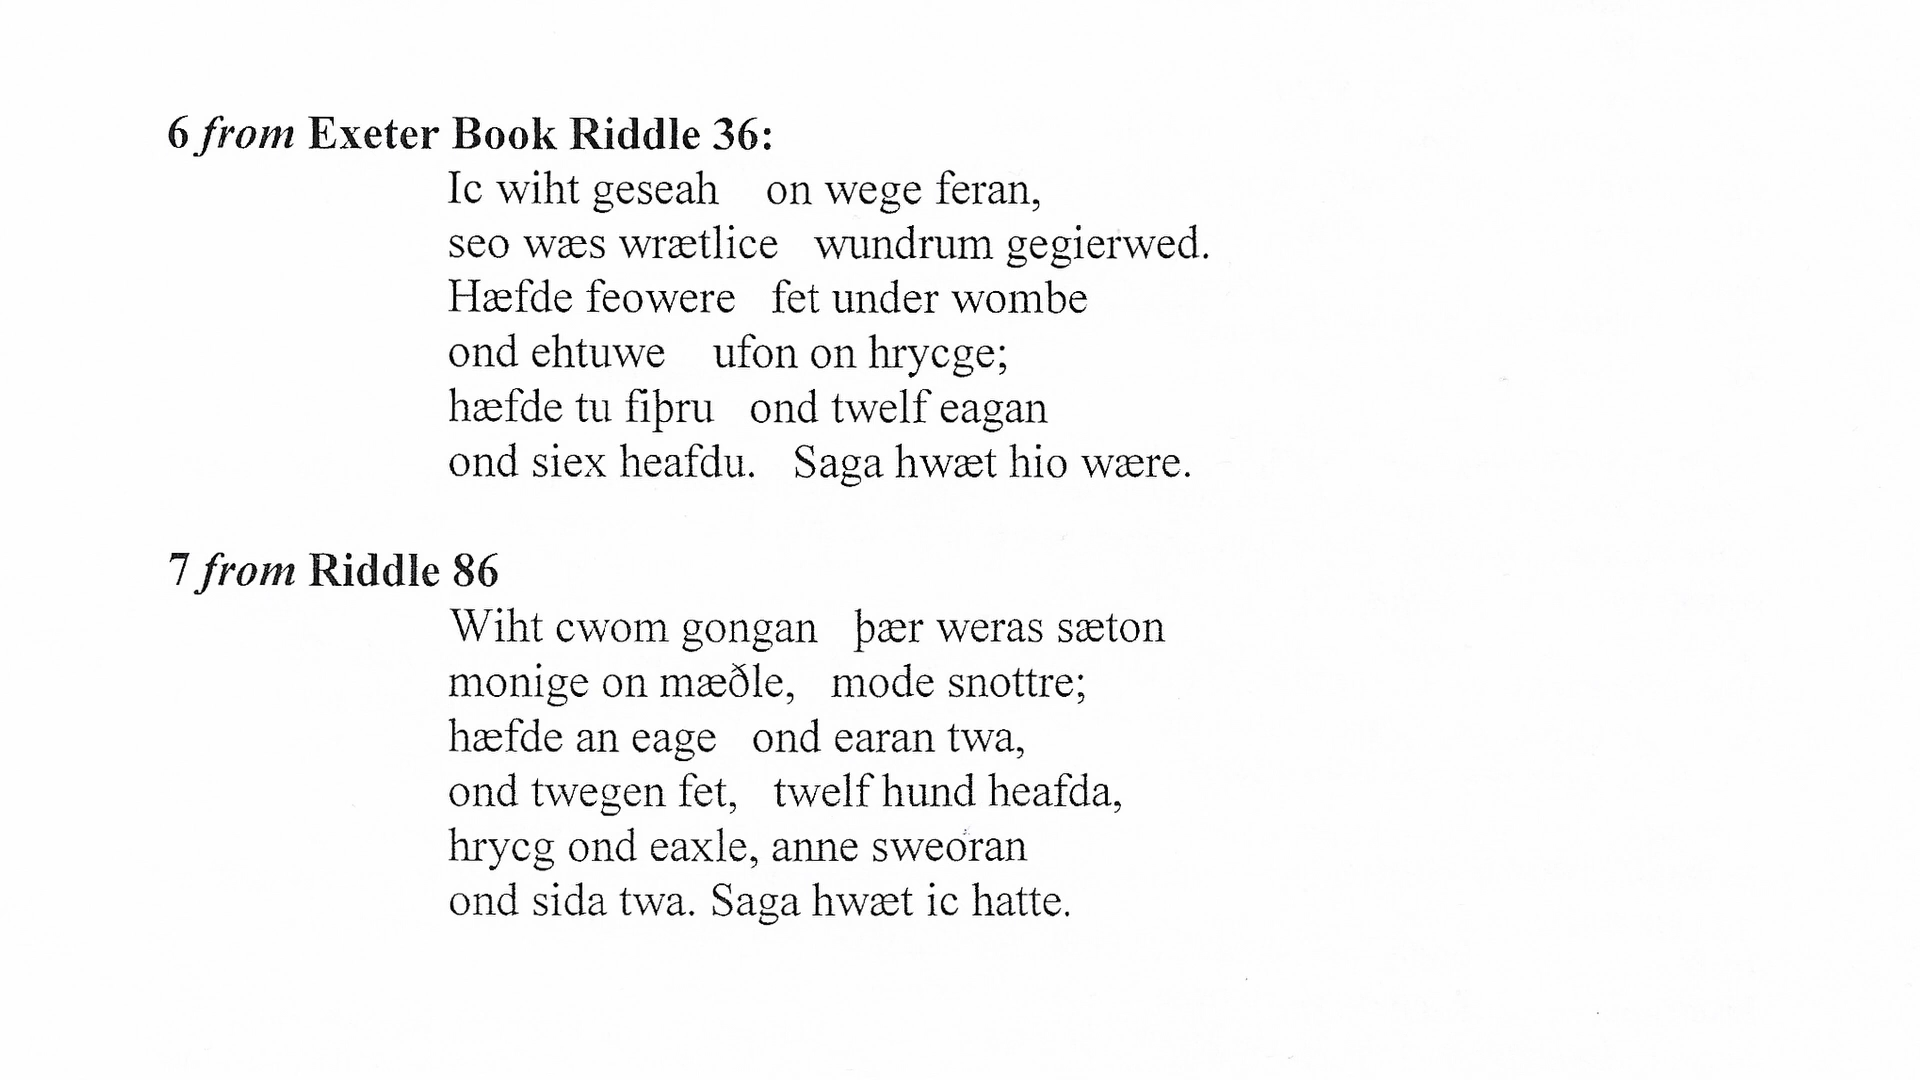 6 from Exeter Book Riddle 36:
Ic wiht geseah on wege feran,
seo wæs wrætlice wundrum gegierwed.
Hæfde feowere fet under wombe
ond ehtuwe ufon on hrycge;
hæfde tu fiþru ond twelf eagan
ond siex heafdu. Saga hwæt hio wære.
7 from Riddle 86
Wiht cwom gongan þær weras sæton
monige on mæðle, mode snottre;
hæfde an eage ond earan twa,
ond twegen fet, twelf hund heafda,
hrycg ond eaxle, anne sweoran
ond sida twa. Saga hwæt ic hatte.